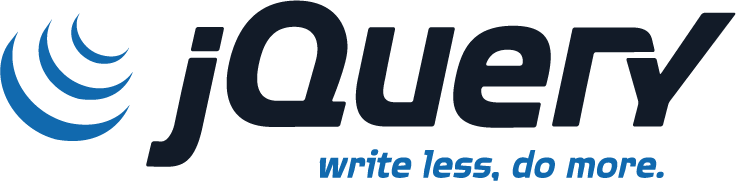 jQuery
write less, do more.